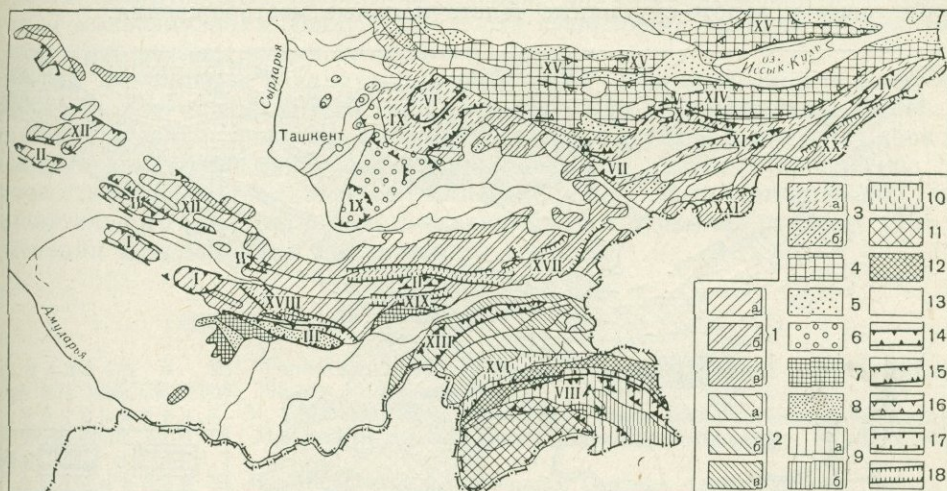 Сырдарья
Ташкент
Амударья
оз. Иссык-Куль
XV
XV
XV
XIV
IV
VI
IX
XI
XX
VII
XII
II
IX
XXI
II
XII
I
II
I
XVII
II
XVIII
XIX
III
XIII
XVI
VIII
а
б
3
4
5
6
7
8
а
б
9
а
б
в
1
а
б
в
2
10
11
12
13
14
15
16
17
18